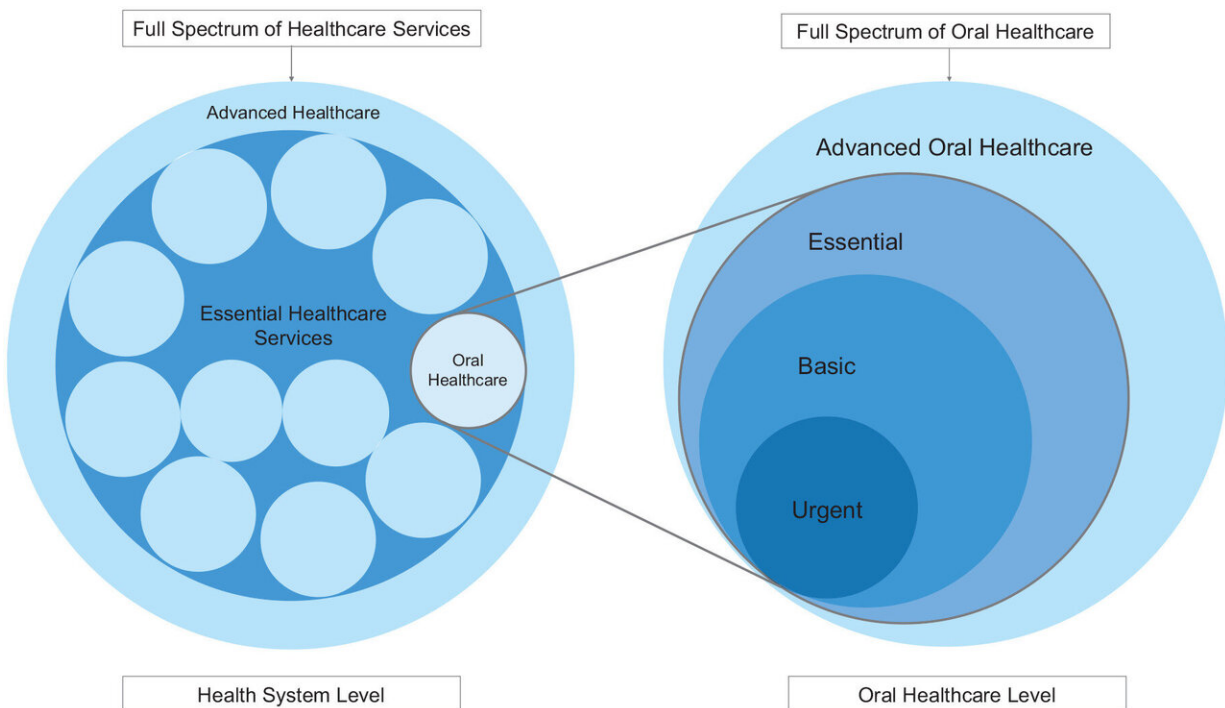 Full Spectrum of Healthcare Services
Advanced Healthcare
Essential Healthcare
Services
Oral
Healthcare
Health System Level
Full Spectrum of Oral Healthcare
Advanced Oral Healthcare
Essential
Basic
Urgent
Oral Healthcare Level